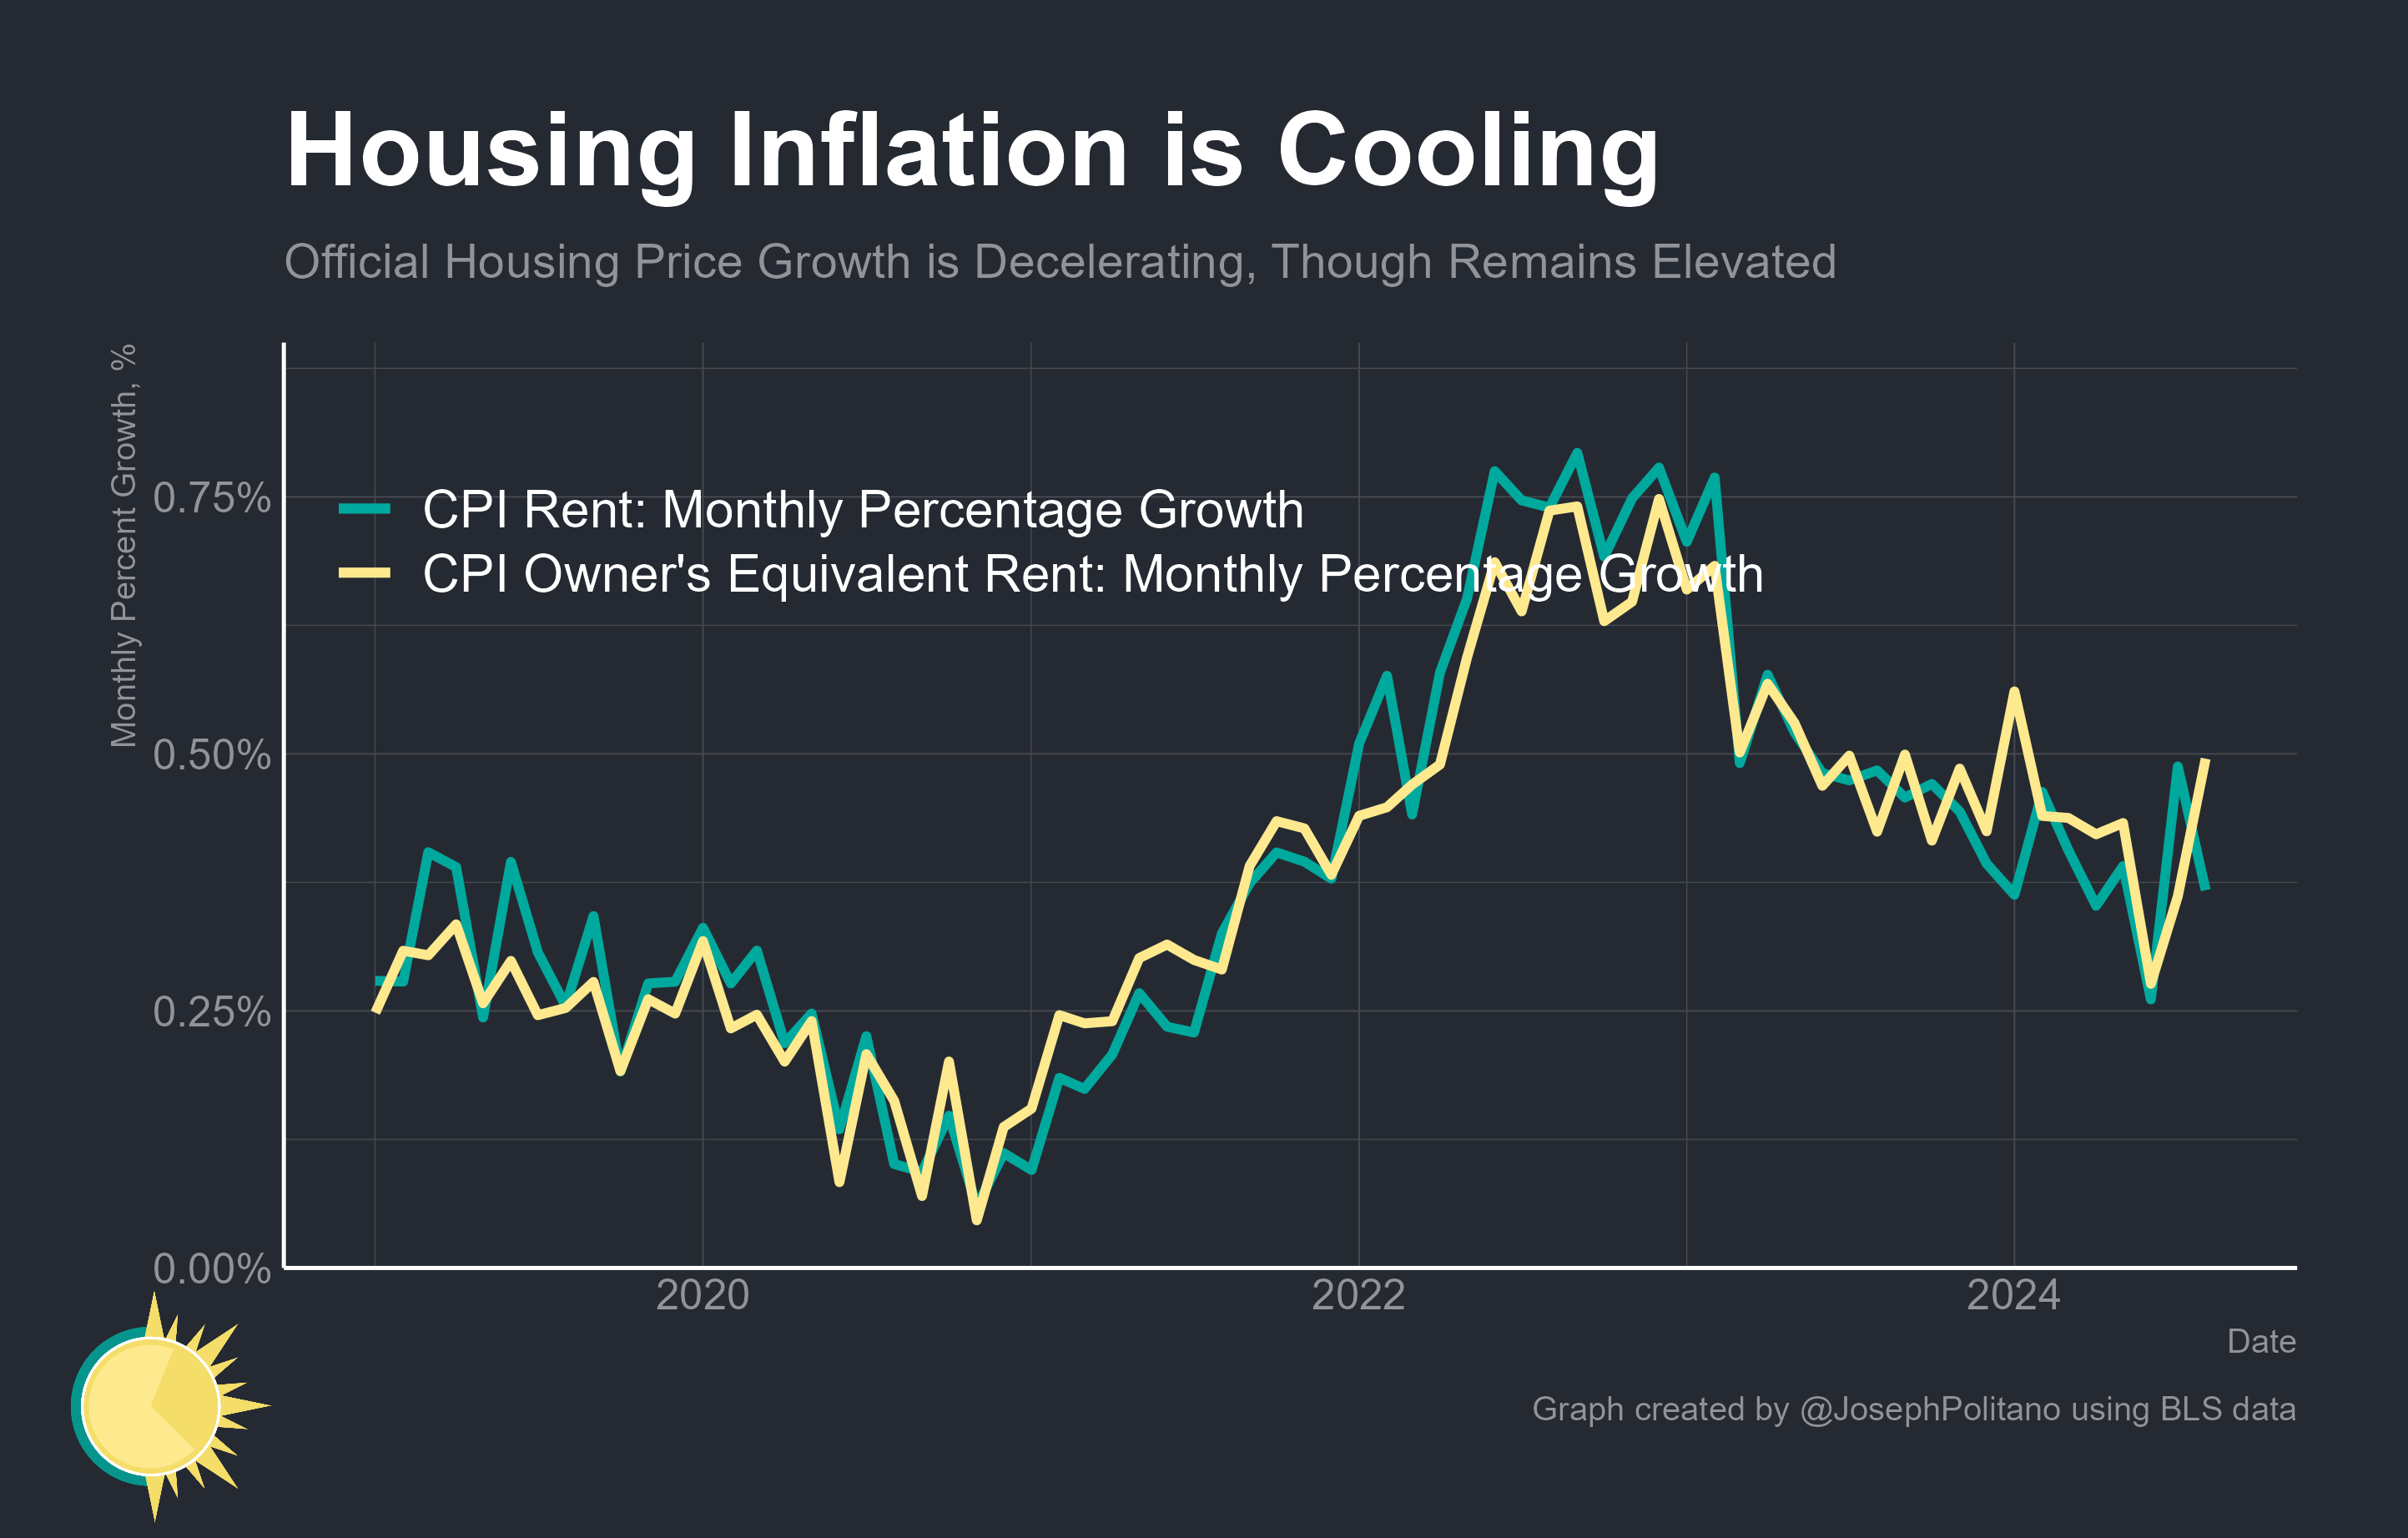 Housing Inflation is Cooling
Official Housing Price Growth is Decelerating, Though Remains Elevated
Monthly Percent Growth, %
0.75%
0.50%
0.25%
0.00%
CPI Rent: Monthly Percentage Growth
CPI Owner's Equivalent Rent: Monthly Percentage Growth
2020
2022
2024
Date
Graph created by @JosephPolitano using BLS data